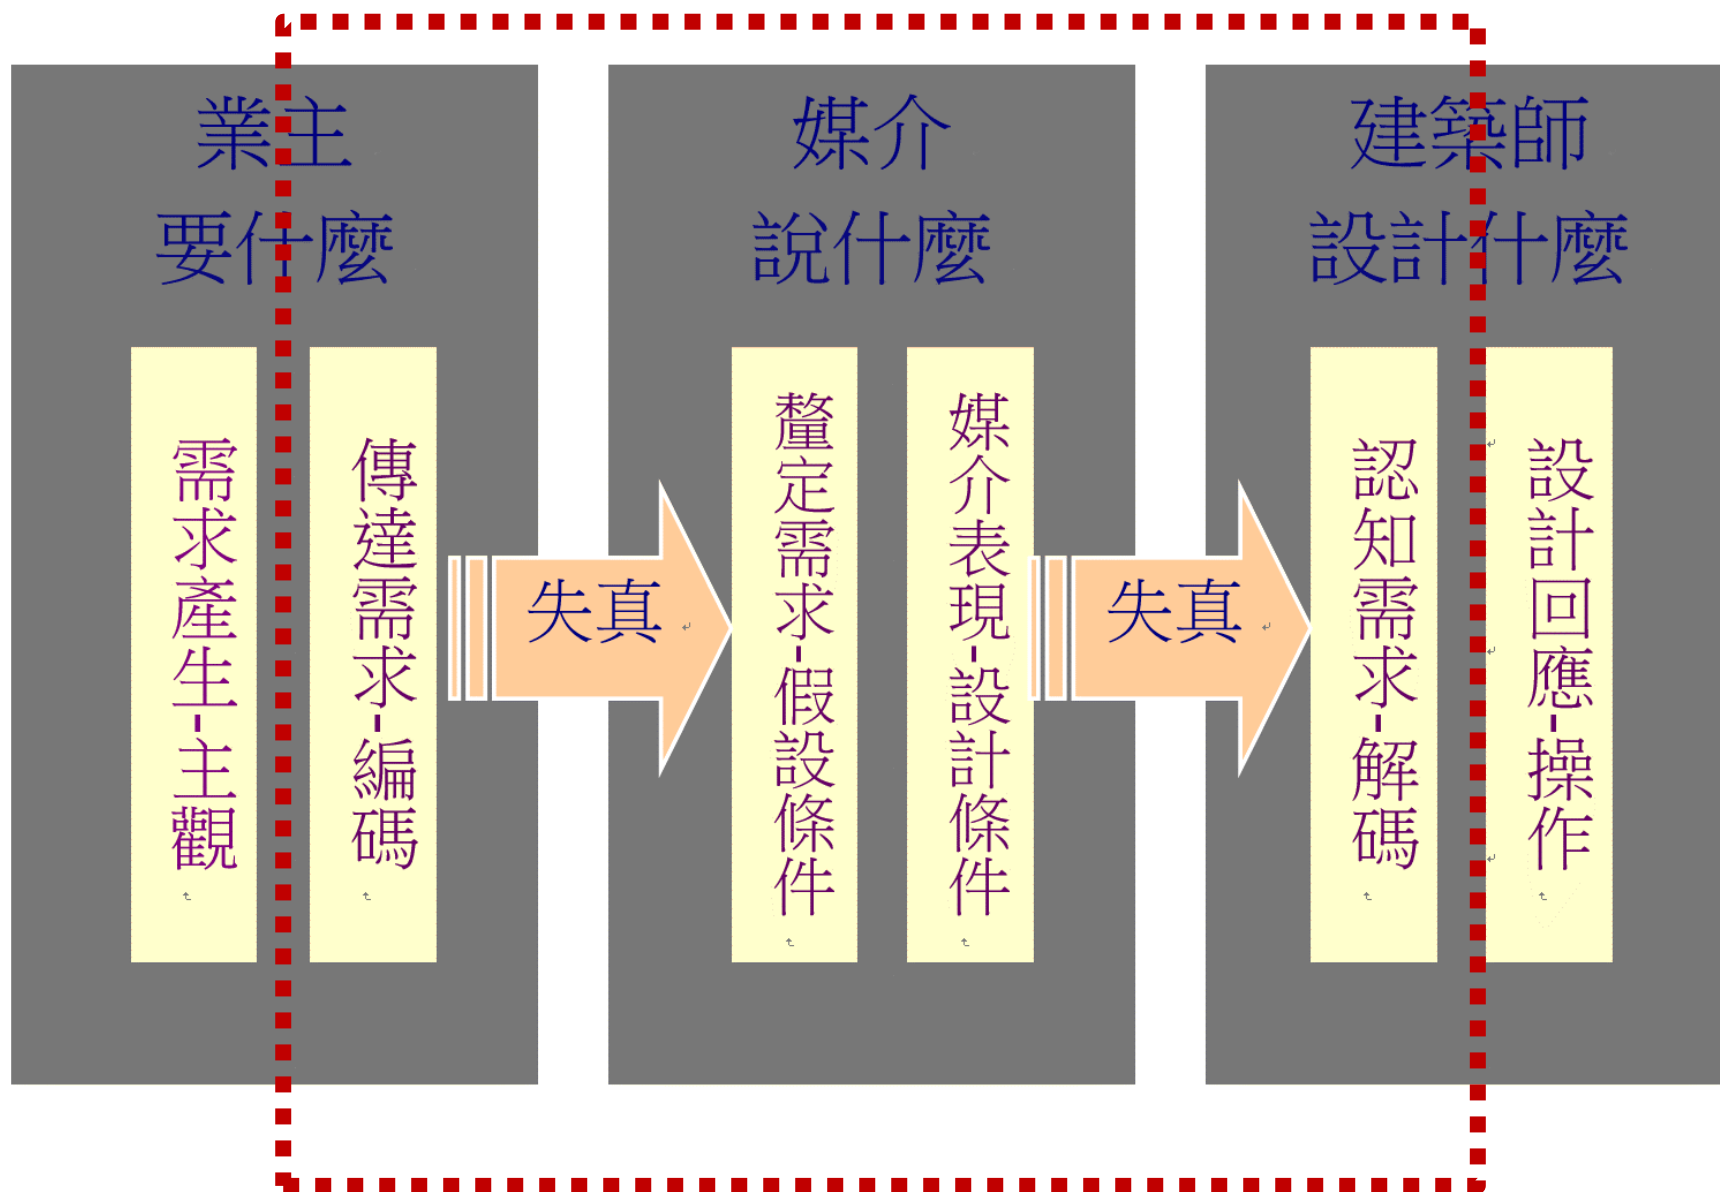 業主
要什麼
需求產生-主觀
傳達需求-編碼
失真
媒介
說什麼
釐定需求-假設條件
媒介表現-設計條件
失真
建築師
設計什麼
認知需求-解碼
設計回應-操作